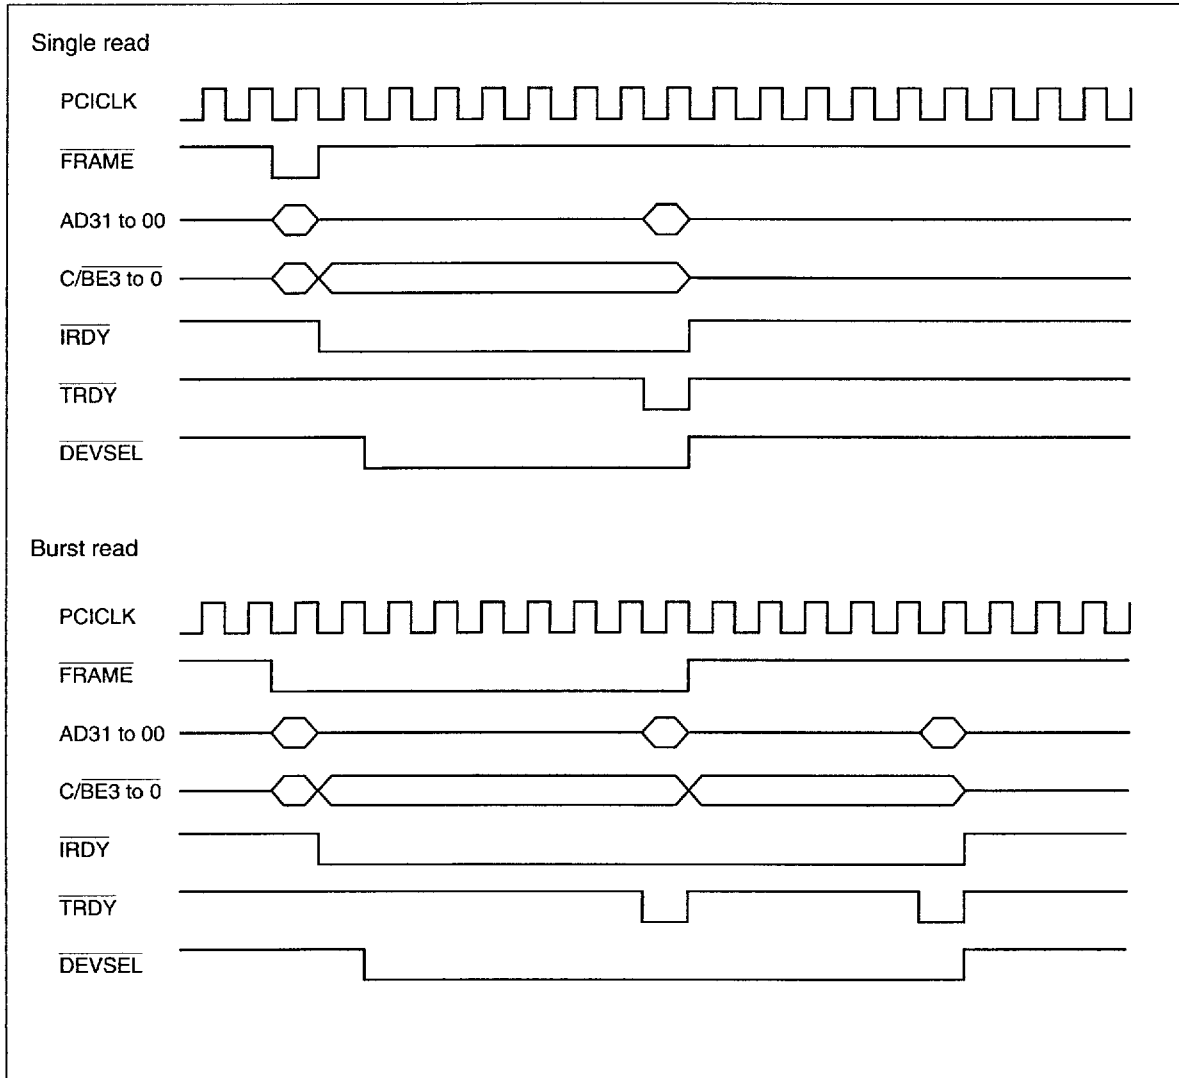 Single read
PCICLK
FRAME
AD31 to 00
C/BE3 to 0
IRDY
TRDY
DEVSEL
Burst read
PCICLK
FRAME
AD31 to 00
C/BE3 to 0
IRDY
TRDY
DEVSEL